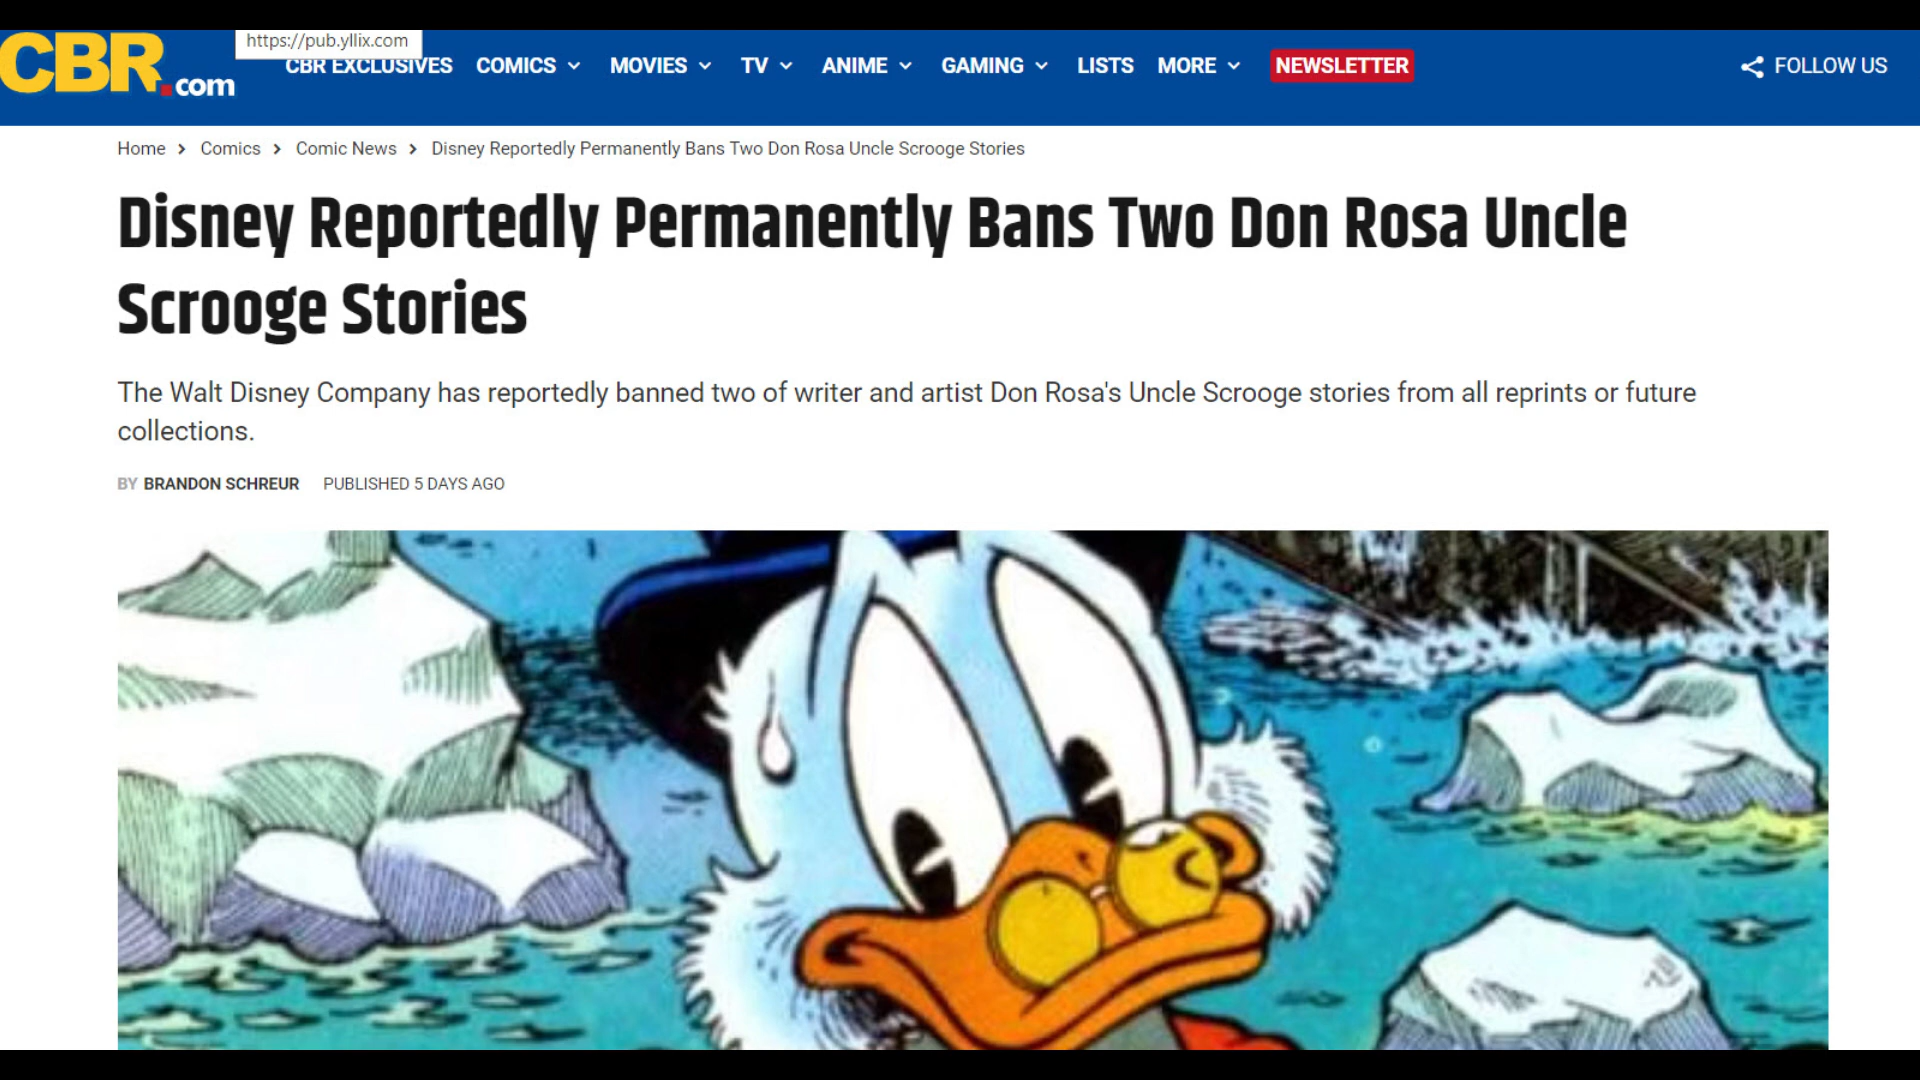 https://pub.yllix.com
CBR.com
CBR EXCLUSIVES COMICS MOVIES TV ANIME GAMING LISTS MORE NEWSLETTER FOLLOW US
Home > Comics > Comic News > Disney Reportedly Permanently Bans Two Don Rosa Uncle Scrooge Stories
Disney Reportedly Permanently Bans Two Don Rosa Uncle
Scrooge Stories
The Walt Disney Company has reportedly banned two of writer and artist Don Rosa's Uncle Scrooge stories from all reprints or future
collections.
BY BRANDON SCHREUR PUBLISHED 5 DAYS AGO